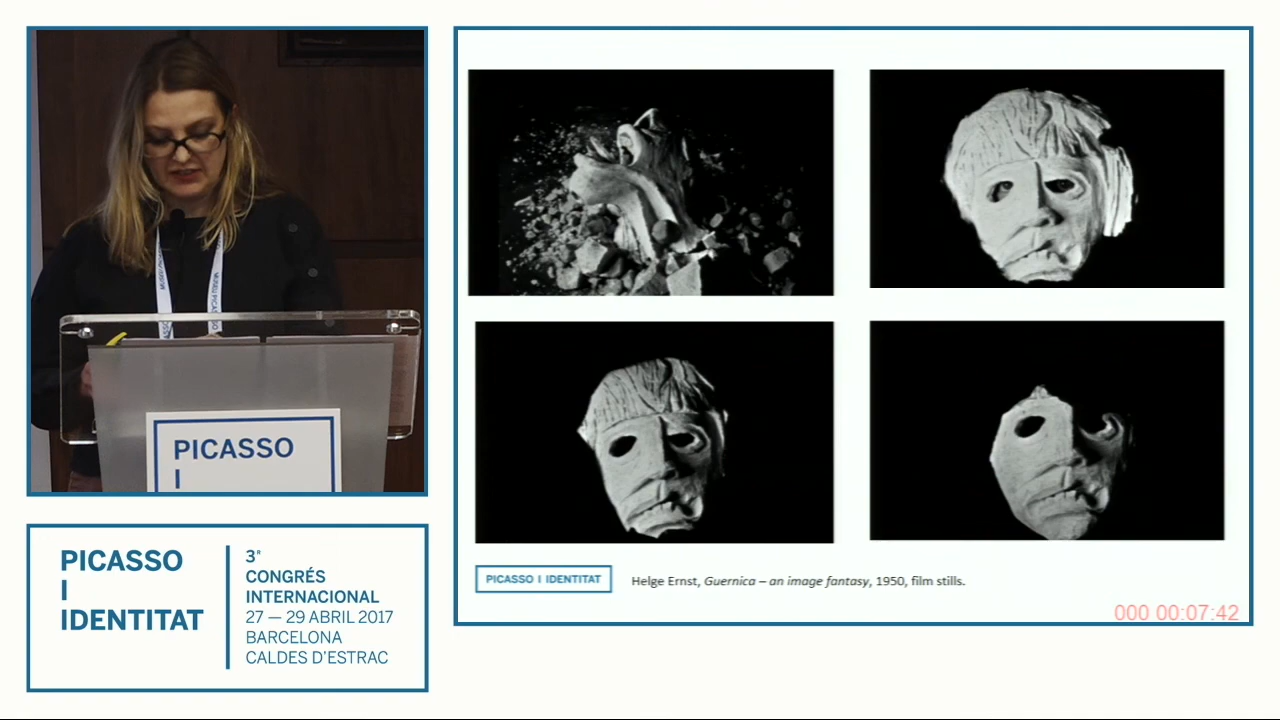 PICASSO
I
PICASSO
I
IDENTITAT
3er
CONGRÉS
INTERNACIONAL
27 — 29 ABRIL 2017
BARCELONA
CALDES D'ESTRAC
PICASSO I IDENTITAT
Helge Ernst, Guernica – an image fantasy, 1950, film stills.
000 00:07:42